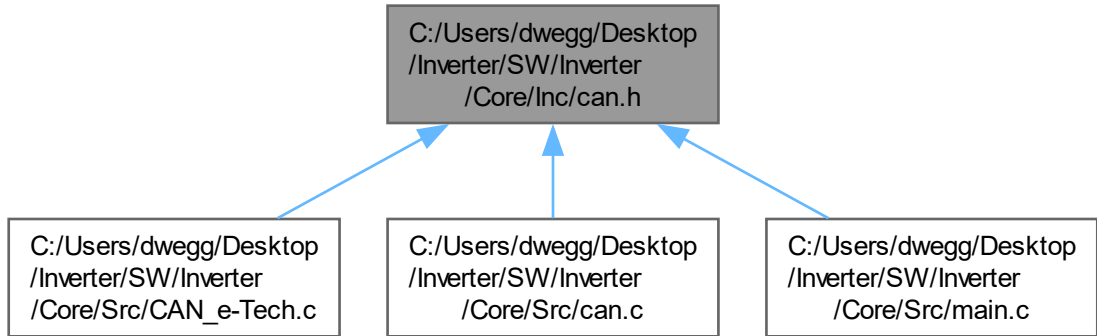 C:/Users/dwegg/Desktop
/Inverter/SW/Inverter
/Core/Inc/can.h
C:/Users/dwegg/Desktop
/Inverter/SW/Inverter
/Core/Src/CAN_e-Tech.c
C:/Users/dwegg/Desktop
/Inverter/SW/Inverter
/Core/Src/can.c
C:/Users/dwegg/Desktop
/Inverter/SW/Inverter
/Core/Src/main.c